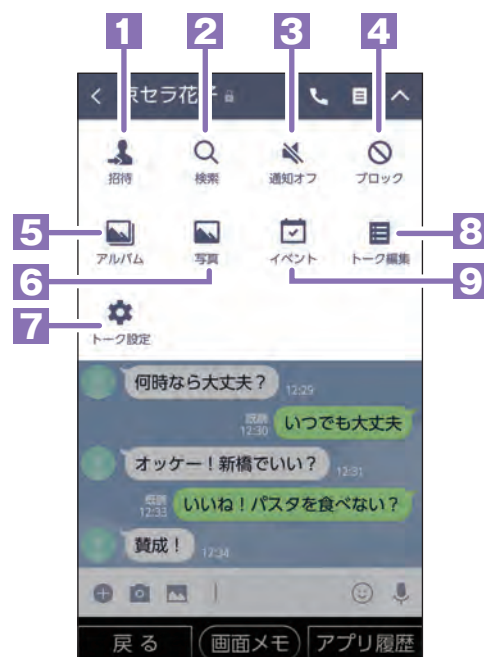 1 2 3 4
京セラ花子
招待 検索 通知オフ ブロック
5 8
アルバム 写真 イベント トーク編集
6 9
7
トーク設定
何時なら大丈夫？ 12:29
既読
12:30 いつでも大丈夫
オッケー！新橋でいい？ 12:31
既読
12:33 いいね！パスタを食べない？
賛成！ 12:34
戻る 画面メモ アプリ履歴